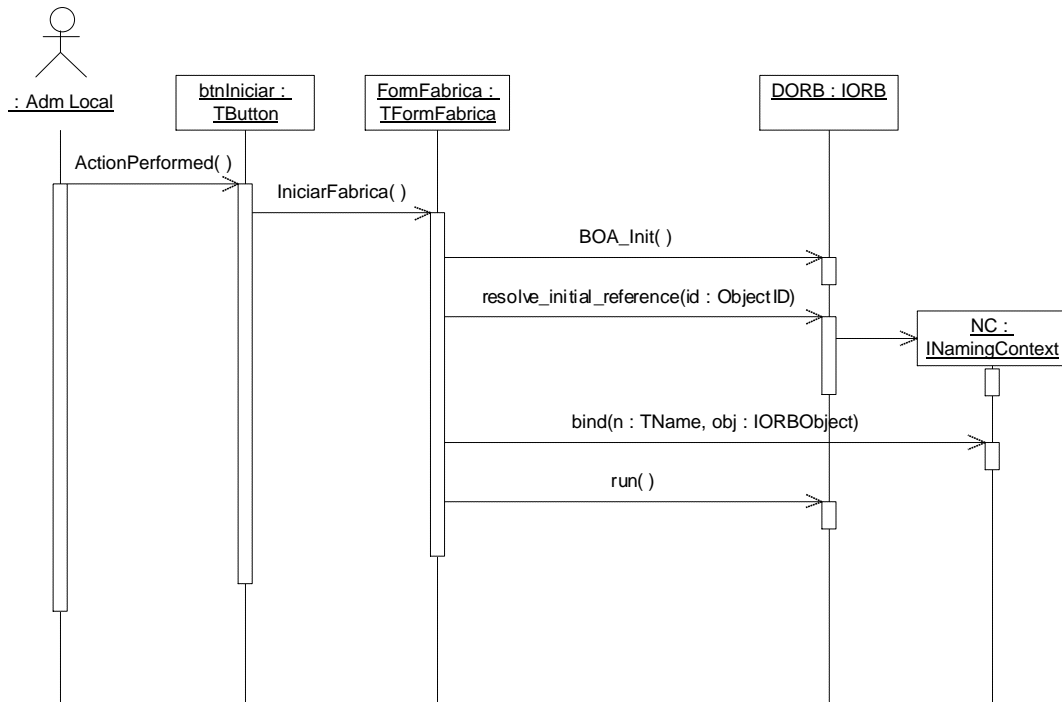 : Adm Local
btnIniciar :
TButton
FormFabrica :
TFormFabrica
DORB : IORB
ActionPerformed( )
IniciarFabrica( )
BOA_Init( )
resolve_initial_reference(id : ObjectID)
NC :
INamingContext
bind(n : TName, obj : IORBObject)
run( )